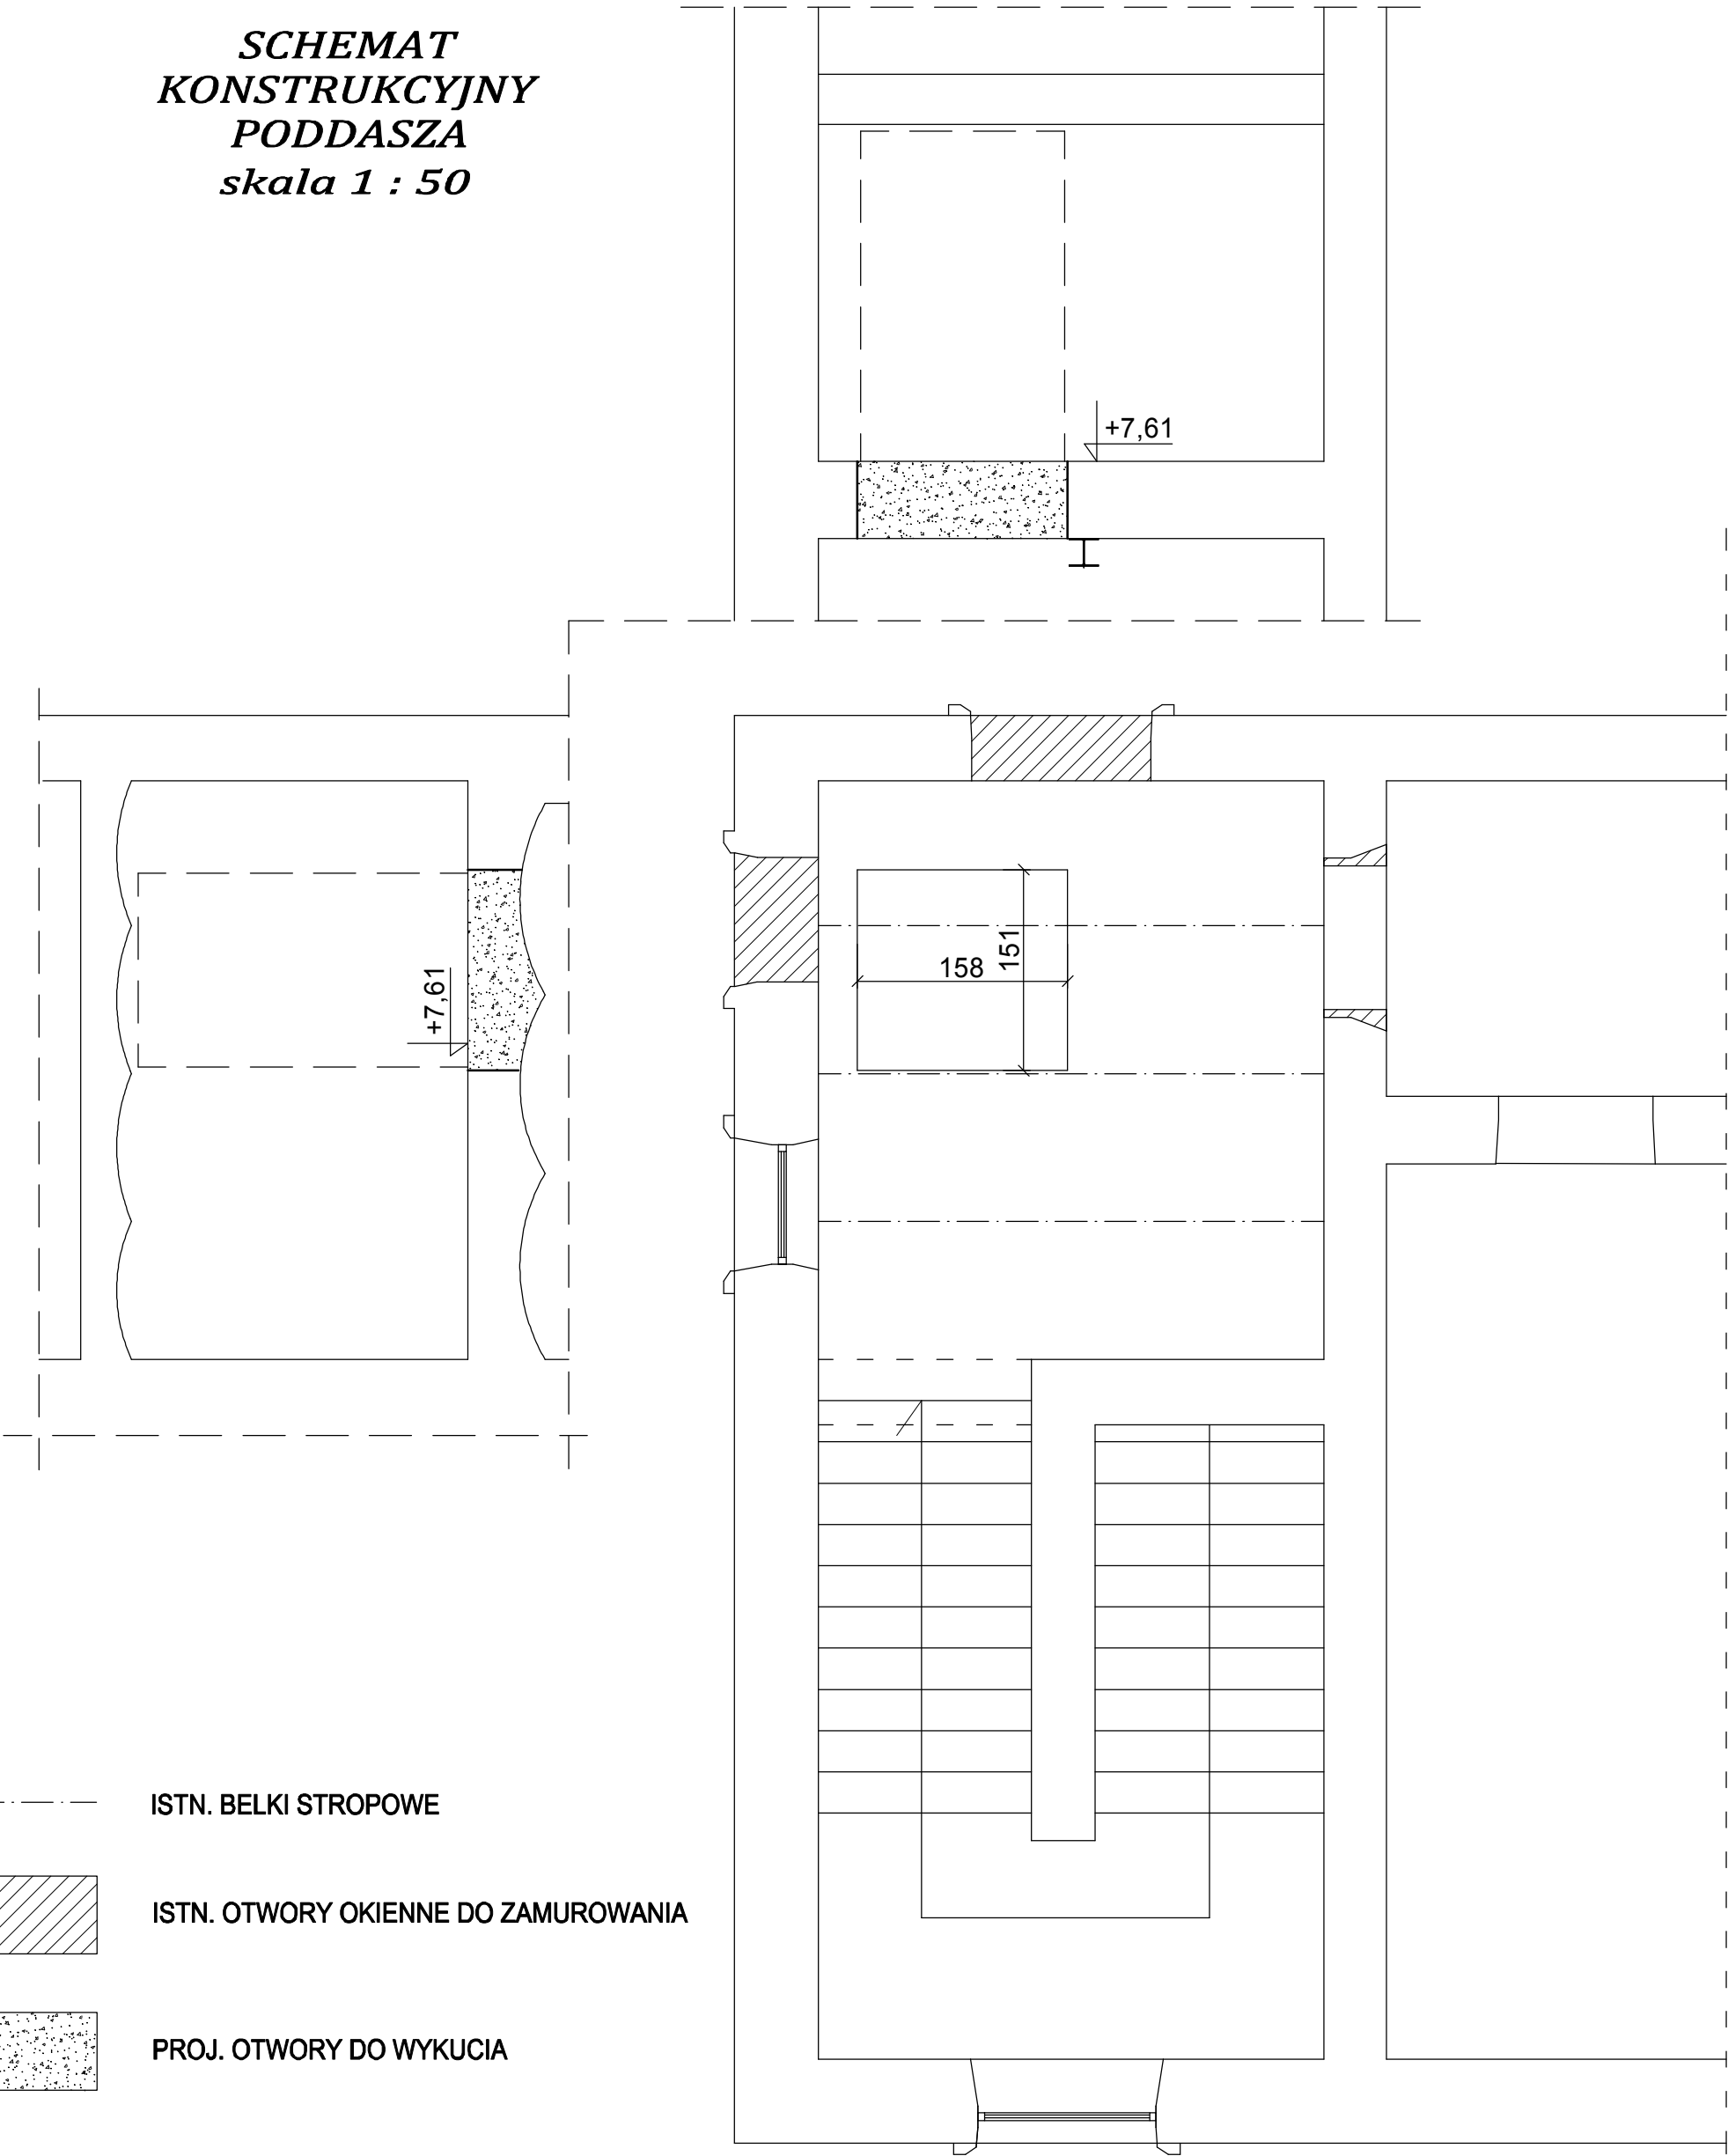 SCHEMAT
KONSTRUKCYJNY
PODDASZA
skala 1 : 50
+7,61
151
158
+7,61
ISTN. BELKI STROPOWE
ISTN. OTWORY OKIENNE DO ZAMUROWANIA
PROJ. OTWORY DO WYKUCIA